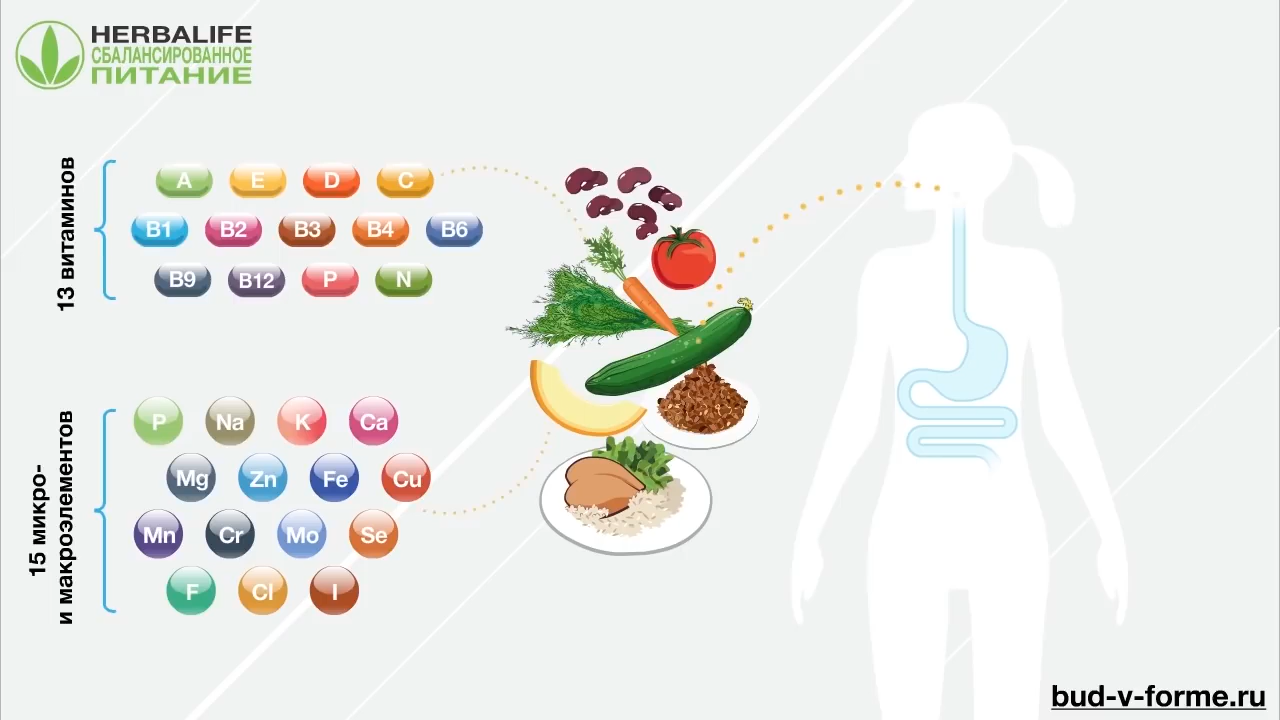 HERBALIFE
СБАЛАНСИРОВАННОЕ
ПИТАНИЕ
13 витаминов
A E D C
B1 B2 B3 B4 B6
B9 B12 P N
15 микро-
и макроэлементов
P Na K Ca
Mg Zn Fe Cu
Mn Cr Mo Se
F Cl I
bud-v-forme.ru